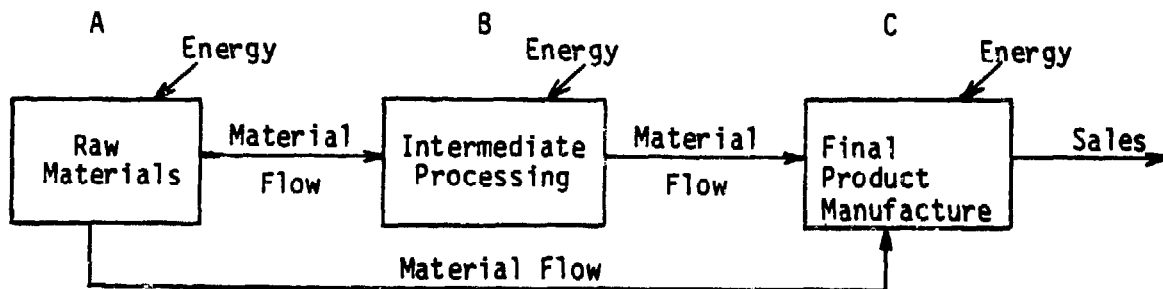 A
B
C
Energy
Energy
Energy
Raw
Materials
Material
Flow
Intermediate
Processing
Material
Flow
Final
Product
Manufacture
Sales
Material Flow